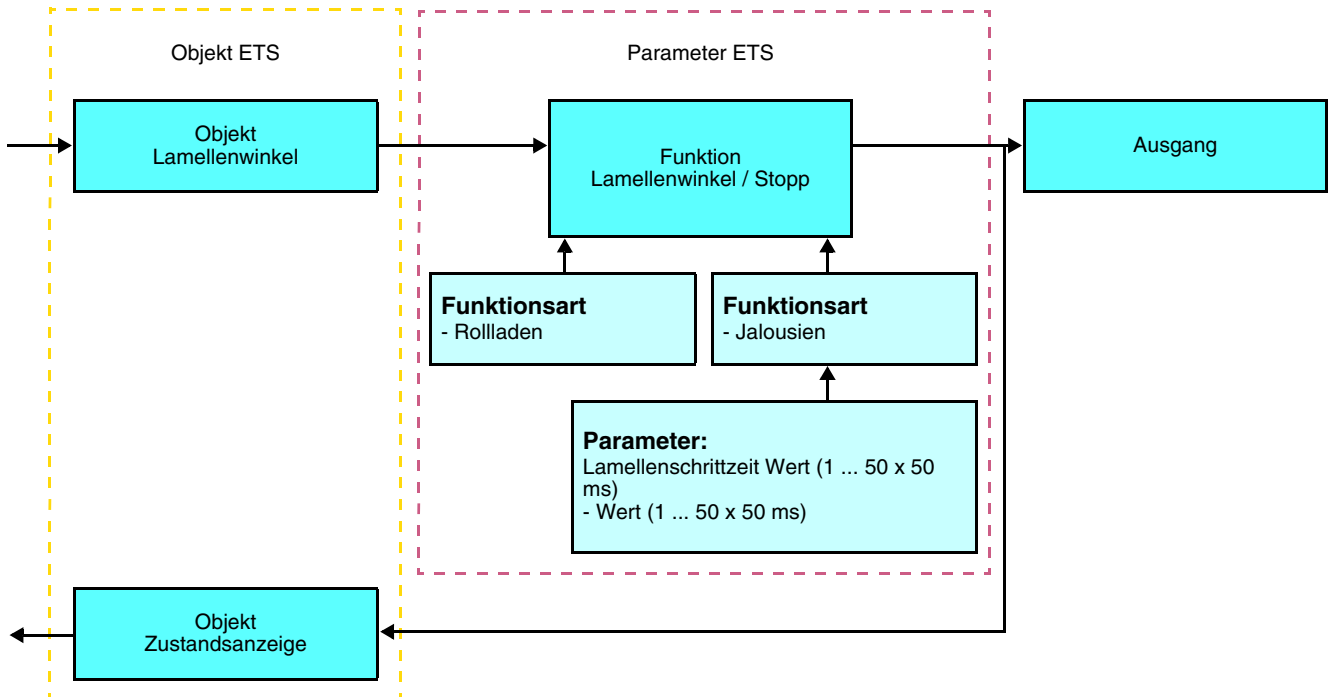 Objekt ETS
Parameter ETS
Objekt
Lamellenwinkel
Funktion
Lamellenwinkel / Stopp
Ausgang
Funktionsart
- Rollladen
Funktionsart
- Jalousien
Parameter:
Lamellenschrittzeit Wert (1 ... 50 x 50
ms)
- Wert (1 ... 50 x 50 ms)
Objekt
Zustandsanzeige